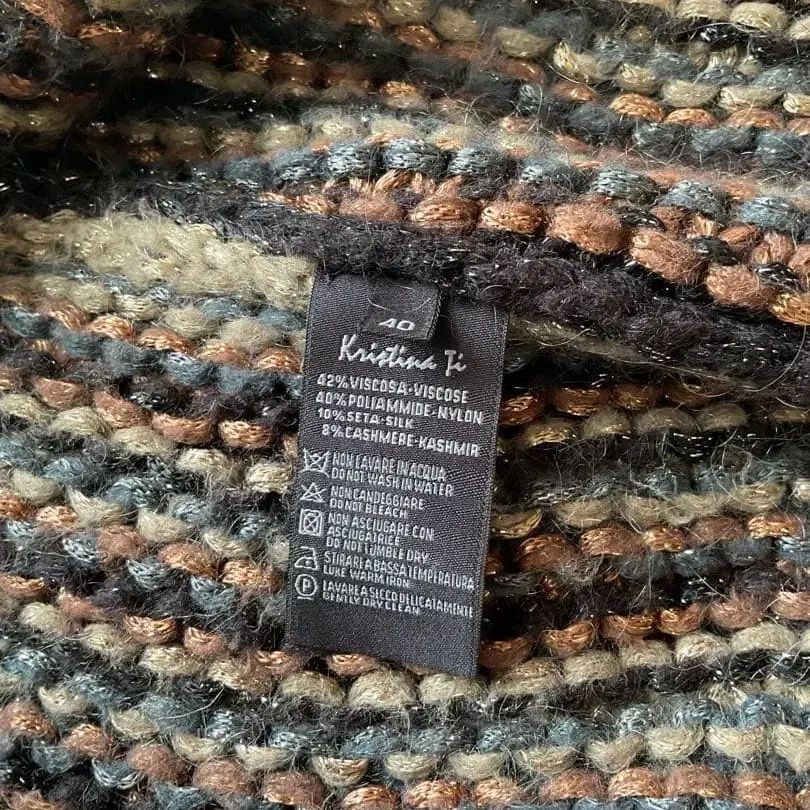 40
Kristina Ti
42%VISCOSA-VISCOSE
40%POLIAMMIDE-NYLON
10%SETA-SILK
8%CASHMERE-KASHMIR
NON LAVARE IN ACQUA
DO NOT WASH IN WATER
NON CANDEGGIARE
DO NOT BLEACH
NON ASCIUGARE CON
ASCIUGATRICE
DO NOT TUMBLE DRY
STIRARE A BASSA TEMPERATURA
LUKE WARM IRON
P LAVARE A SECCO DELICATAMENTE
GENTLY DRY CLEAN